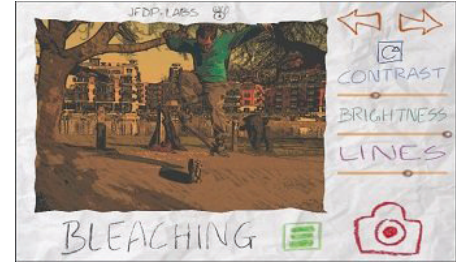 JFDP-LABS
CONTRAST
BRIGHTNESS
LINES
BLEACHING